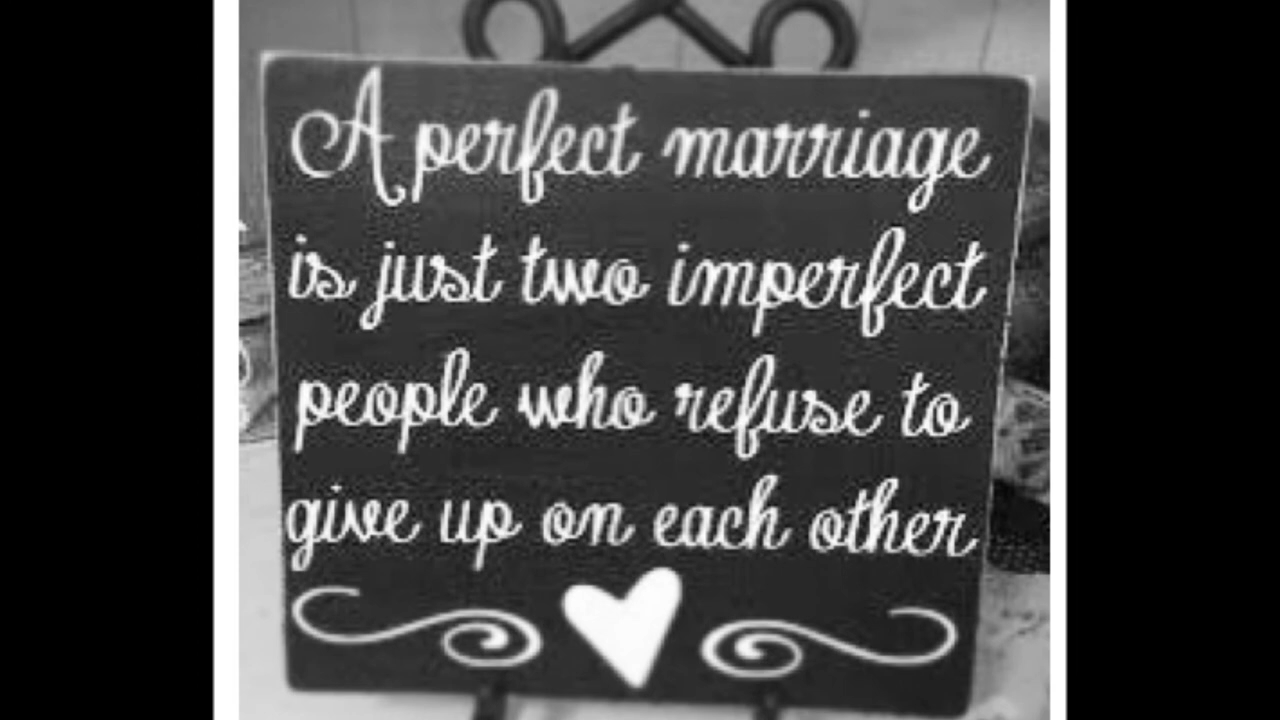 A perfect marriage
is just two imperfect
people who refuse to
give up on each other